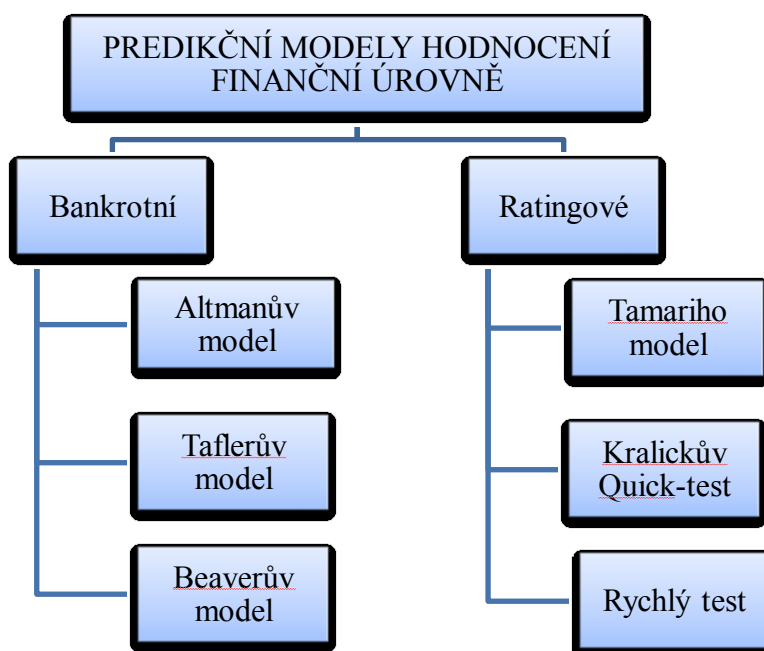 PREDIKČNÍ MODELY HODNOCENÍ
FINANČNÍ ÚROVNĚ
Bankrotní
Altmanův
model
Taflerův
model
Beaverův
model
Ratingové
Tamariho
model
Kralickův
Quick-test
Rychlý test